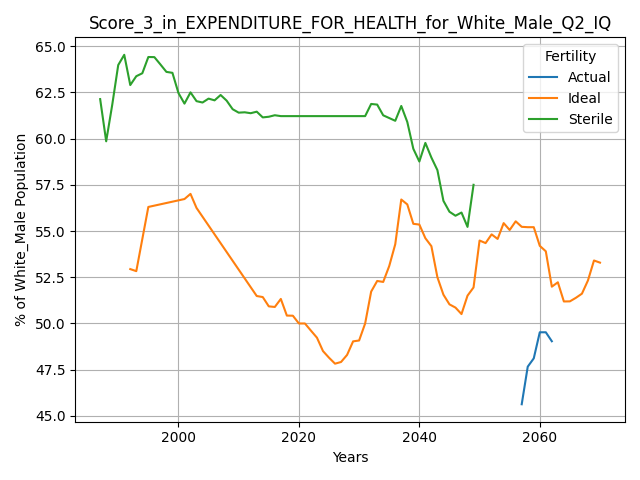 Score_3_in_EXPENDITURE_FOR_HEALTH_for_White_Male_Q2_IQ
Fertility
Actual
Ideal
Sterile
% of White_Male Population
65.0
62.5
60.0
57.5
55.0
52.5
50.0
47.5
45.0
2000
2020
2040
2060
Years